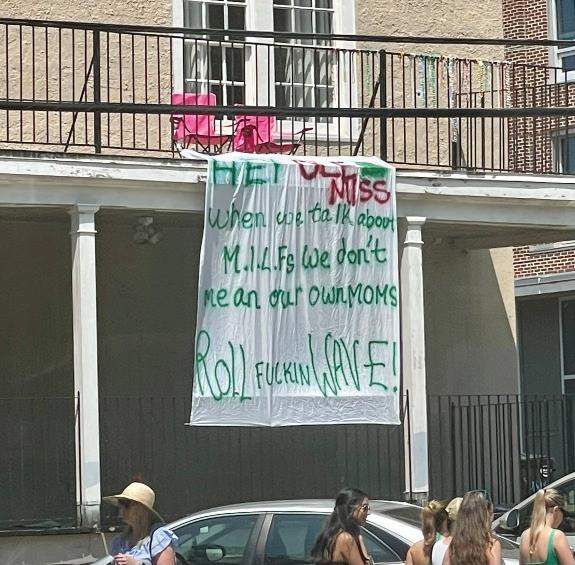 HEY OLE
MISS
when we talk about
M.I.L.Fs we don't
mean our own MOMS
ROLL FUCKIN WAVE!